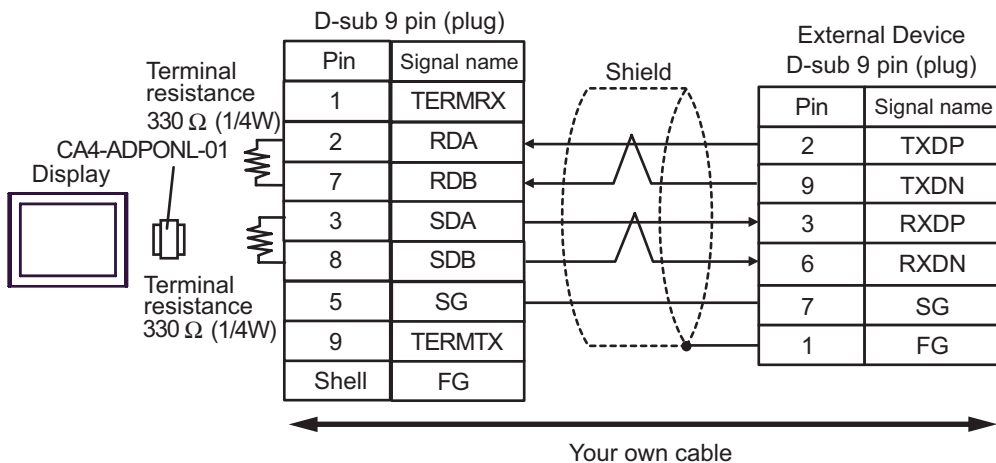 D-sub 9 pin (plug)
Pin Signal name
1 TERMRX
2 RDA
7 RDB
3 SDA
8 SDB
5 SG
9 TERMTX
Shell FG
Terminal
resistance
330 Ω (1/4W)
CA4-ADPONL-01
Display
Terminal
resistance
330 Ω (1/4W)
Shield
External Device
D-sub 9 pin (plug)
Pin Signal name
2 TXDP
9 TXDN
3 RXDP
6 RXDN
7 SG
1 FG
Your own cable